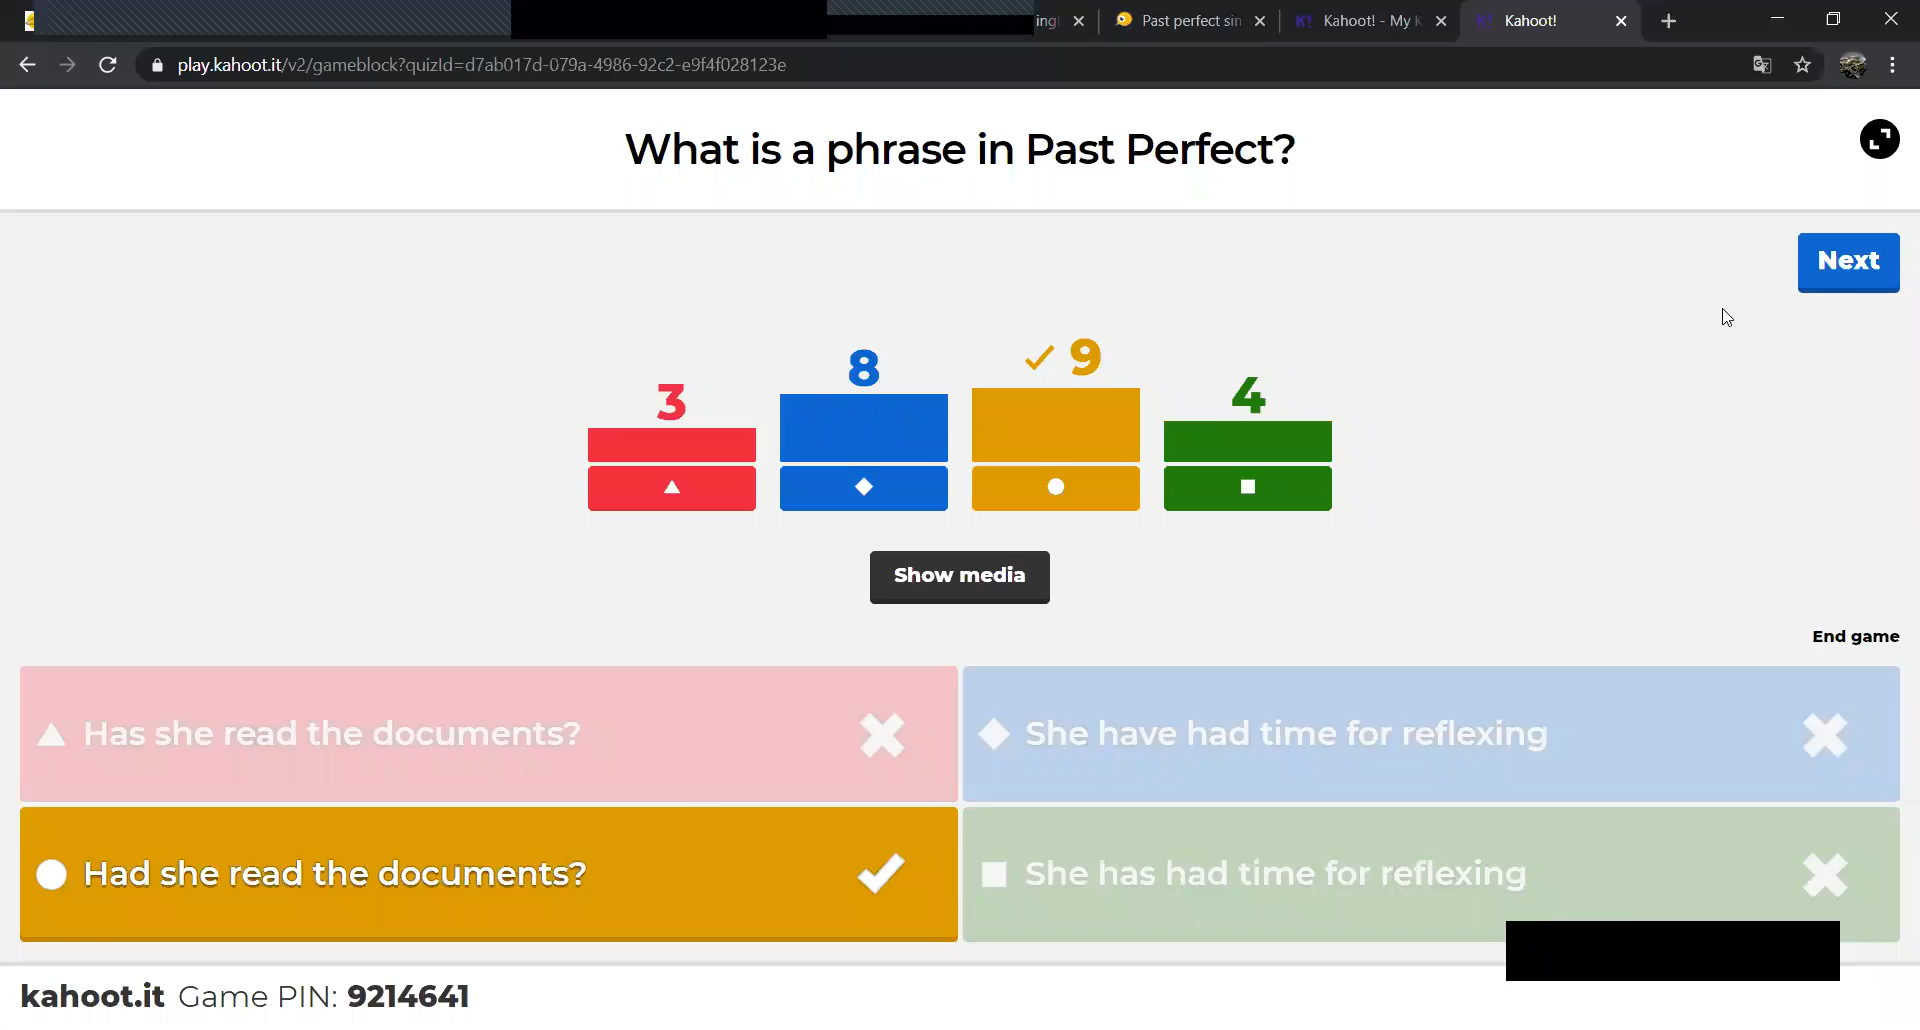 ing
Past perfect sin
Kahoot! - My K
Kahoot!
play.kahoot.it/v2/gameblock?quizId=d7ab017d-079a-4986-92c2-e9f4f028123e
What is a phrase in Past Perfect?
Next
3
8
9
4
Show media
End game
Has she read the documents?
She have had time for reflexing
Had she read the documents?
She has had time for reflexing
kahoot.it Game PIN: 9214641